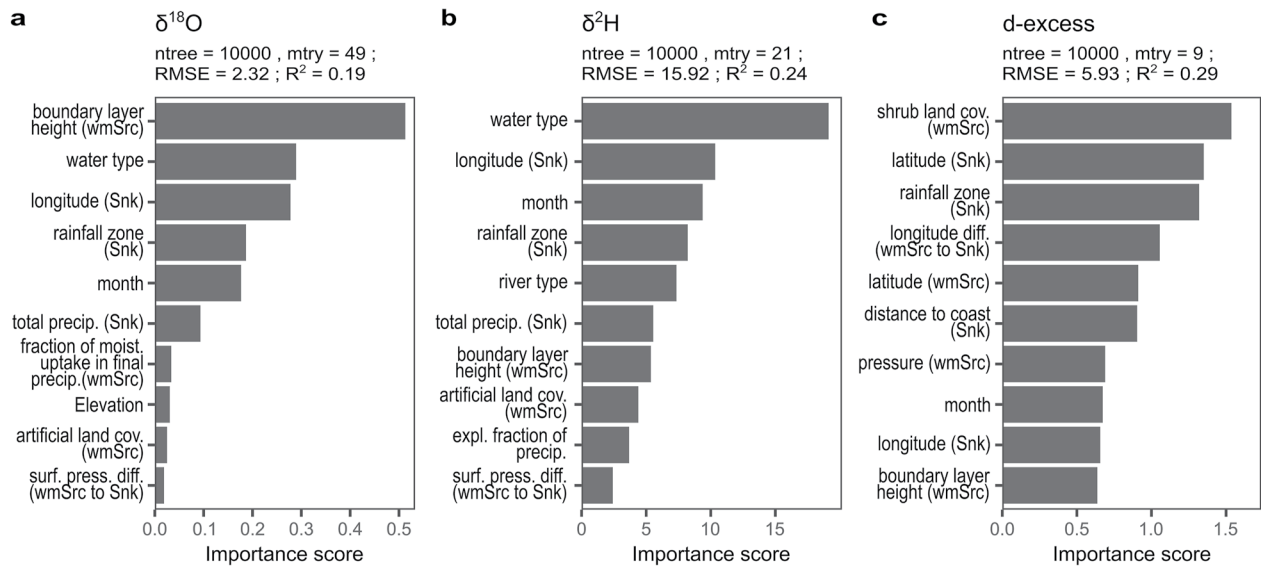 a
δ¹⁸O
ntree = 10000 , mtry = 49 ;
RMSE = 2.32 ; R² = 0.19
boundary layer
height (wmSrc)
water type
longitude (Snk)
rainfall zone
(Snk)
month
total precip. (Snk)
fraction of moist.
uptake in final
precip.(wmSrc)
Elevation
artificial land cov.
(wmSrc)
surf. press. diff.
(wmSrc to Snk)
0.0 0.1 0.2 0.3 0.4 0.5
Importance score
b
δ²H
ntree = 10000 , mtry = 21 ;
RMSE = 15.92 ; R² = 0.24
water type
longitude (Snk)
month
rainfall zone
(Snk)
river type
total precip. (Snk)
boundary layer
height (wmSrc)
artificial land cov.
(wmSrc)
expl. fraction of
precip.
surf. press. diff.
(wmSrc to Snk)
0 5 10 15
Importance score
c
d-excess
ntree = 10000 , mtry = 9 ;
RMSE = 5.93 ; R² = 0.29
shrub land cov.
(wmSrc)
latitude (Snk)
rainfall zone
(Snk)
longitude diff.
(wmSrc to Snk)
latitude (wmSrc)
distance to coast
(Snk)
pressure (wmSrc)
month
longitude (Snk)
boundary layer
height (wmSrc)
0.0 0.5 1.0 1.5
Importance score